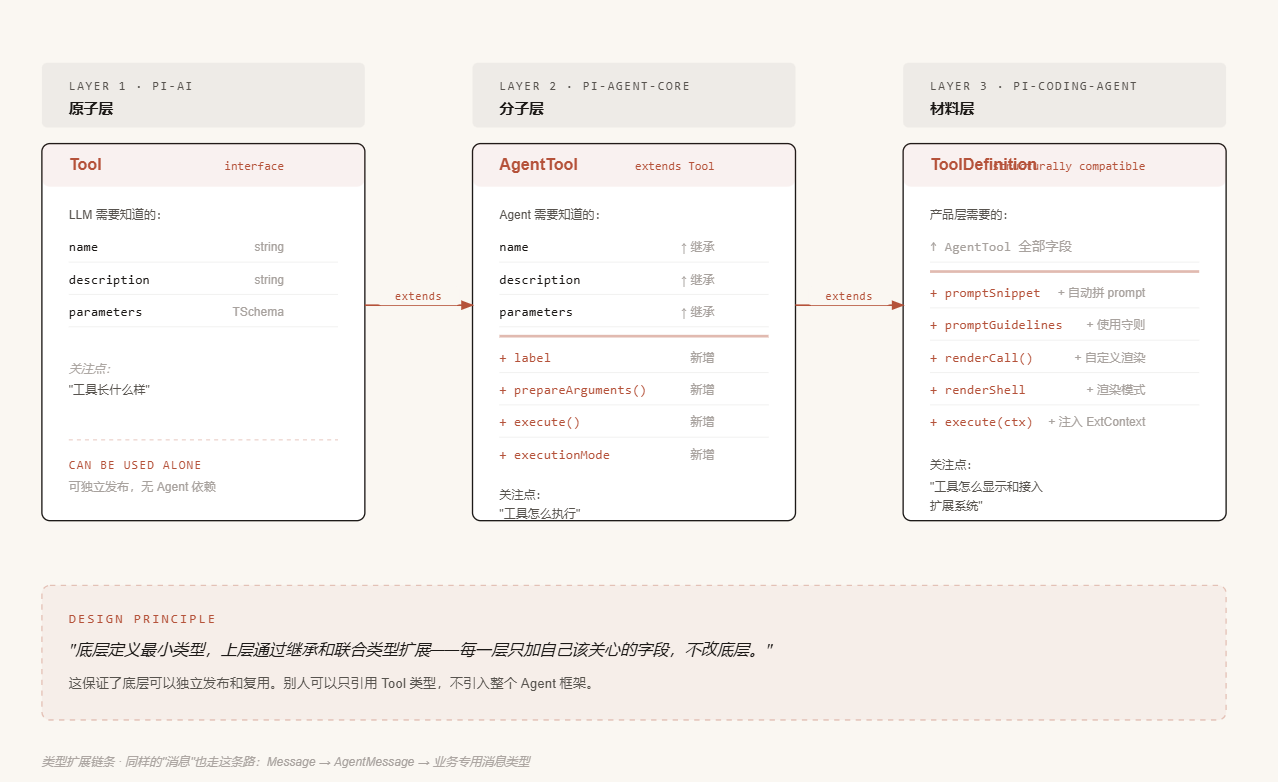 LAYER 1 · PI-AI
原子层
Tool interface
LLM 需要知道的：
name string
description string
parameters TSchema
关注点：
"工具长什么样"
CAN BE USED ALONE
可独立发布，无 Agent 依赖
extends
LAYER 2 · PI-AGENT-CORE
分子层
AgentTool extends Tool
Agent 需要知道的：
name ↑ 继承
description ↑ 继承
parameters ↑ 继承
+ label 新增
+ prepareArguments() 新增
+ execute() 新增
+ executionMode 新增
关注点：
"工具怎么执行"
extends
LAYER 3 · PI-CODING-AGENT
材料层
ToolDefinition structurally compatible
产品层需要的：
↑ AgentTool 全部字段
+ promptSnippet + 自动拼 prompt
+ promptGuidelines + 使用守则
+ renderCall() + 自定义渲染
+ renderShell + 渲染模式
+ execute(ctx) + 注入 ExtContext
关注点：
"工具怎么显示和接入
扩展系统"
DESIGN PRINCIPLE
"底层定义最小类型，上层通过继承和联合类型扩展——每一层只加自己该关心的字段，不改底层。"
这保证了底层可以独立发布和复用。别人可以只引用 Tool 类型，不引入整个 Agent 框架。
类型扩展链条 · 同样的"消息"也走这条路：Message → AgentMessage → 业务专用消息类型